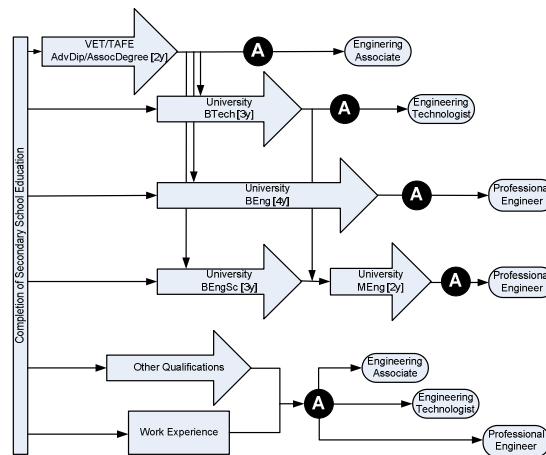 VET/TAFE
AdvDip/AssocDegree [2y]
A
Enginering
Associate
University
BTech [3y]
A
Engineering
Technologist
University
BEng [4y]
A
Professional
Engineer
University
BEngSc [3y]
University
MEng [2y]
A
Professional
Engineer
Completion of Secondary School Education
Other Qualifications
Work Experience
A
Engineering
Associate
Engineering
Technologist
Professional
Engineer